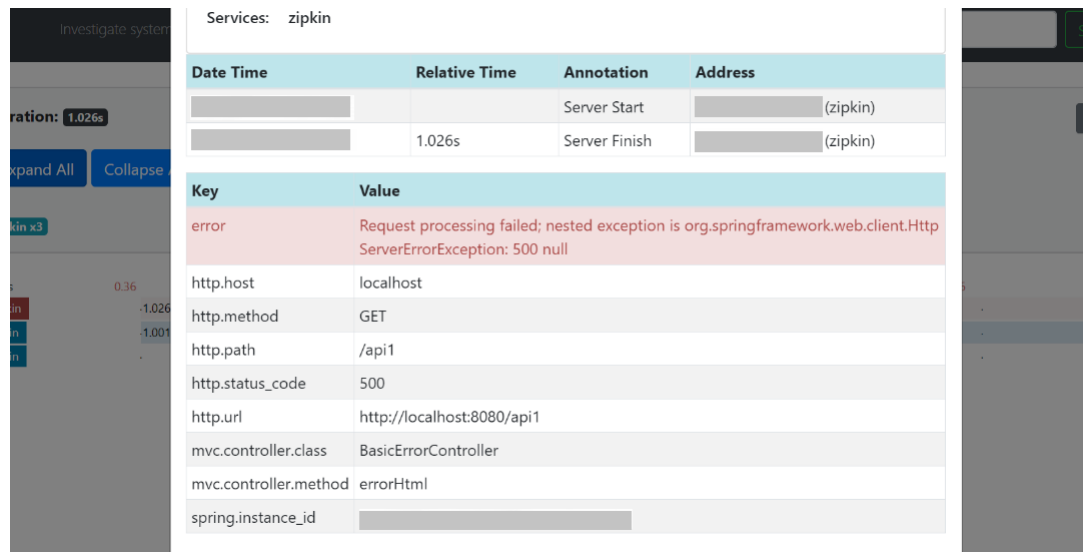 Services: zipkin
Investigate system
Date Time Relative Time Annotation Address
Server Start (zipkin)
1.026s Server Finish (zipkin)
ration: 1.026s
xpand All Collapse
kin x3
Key Value
error Request processing failed; nested exception is org.springframework.web.client.Http
ServerErrorException: 500 null
http.host localhost
http.method GET
http.path /api1
http.status_code 500
http.url http://localhost:8080/api1
mvc.controller.class BasicErrorController
mvc.controller.method errorHtml
spring.instance_id
0.36
in -1.026
in -1.001
in